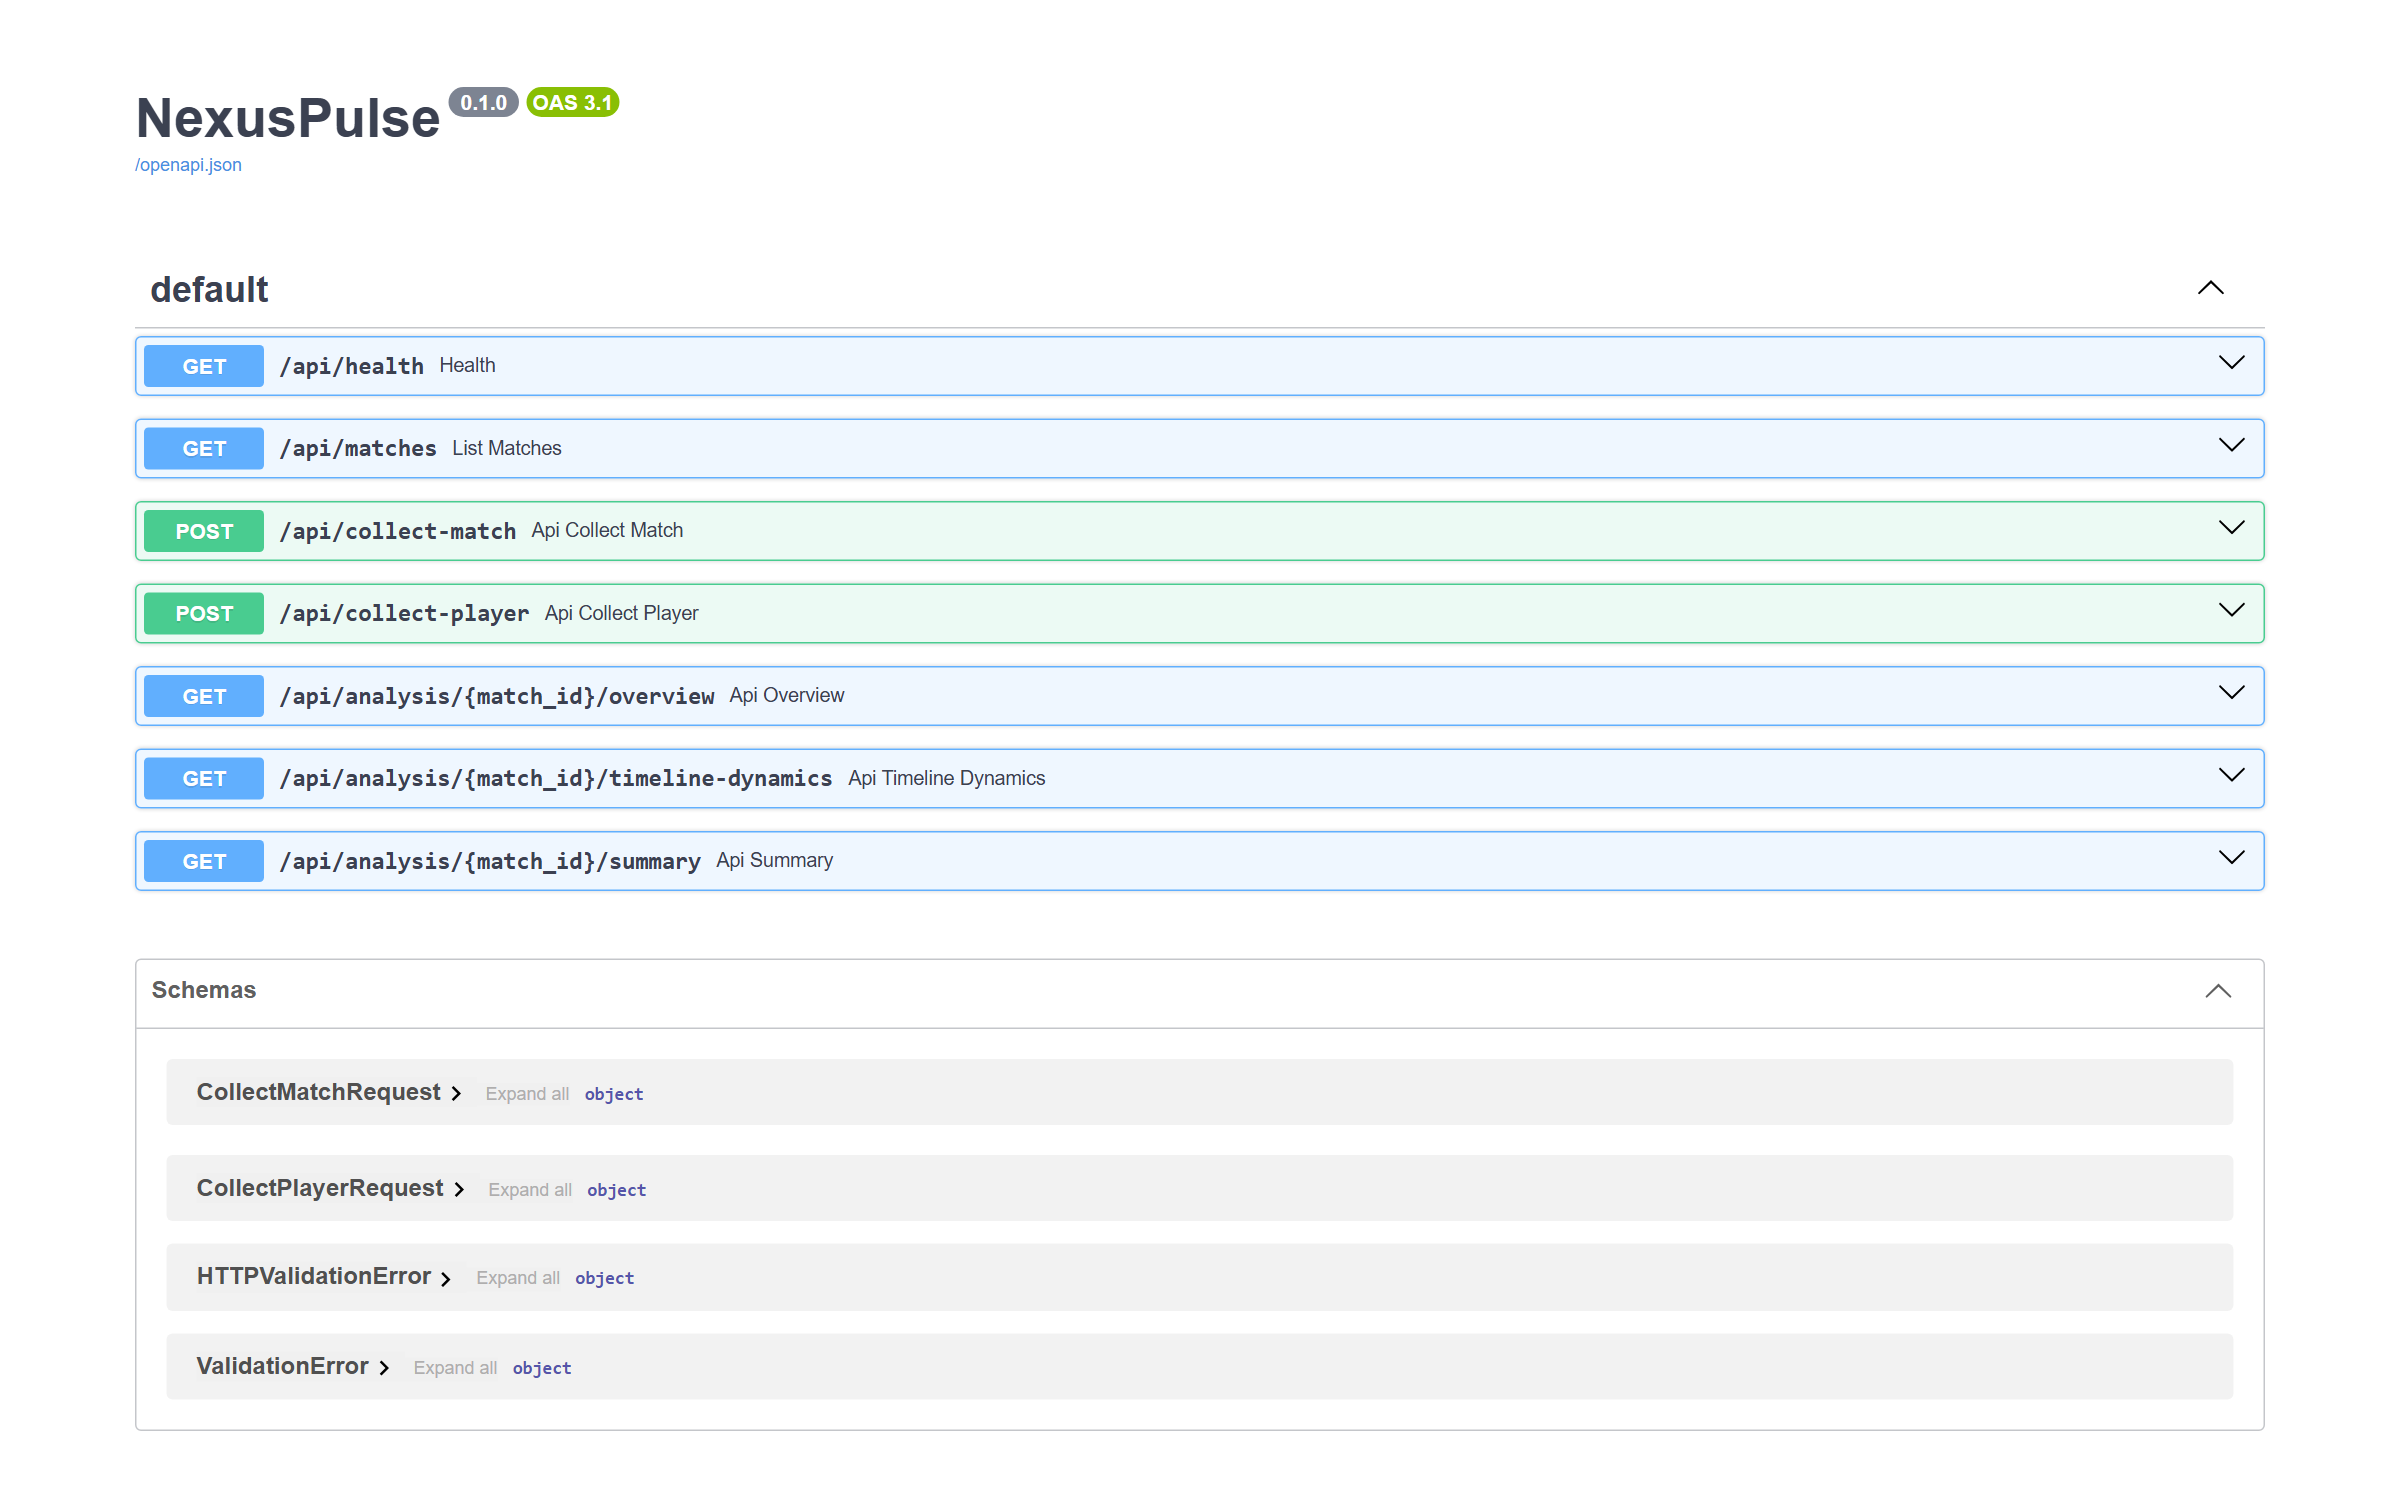 NexusPulse 0.1.0 OAS 3.1
/openapi.json
default
GET /api/health Health
GET /api/matches List Matches
POST /api/collect-match Api Collect Match
POST /api/collect-player Api Collect Player
GET /api/analysis/{match_id}/overview Api Overview
GET /api/analysis/{match_id}/timeline-dynamics Api Timeline Dynamics
GET /api/analysis/{match_id}/summary Api Summary
Schemas
CollectMatchRequest Expand all object
CollectPlayerRequest Expand all object
HTTPValidationError Expand all object
ValidationError Expand all object